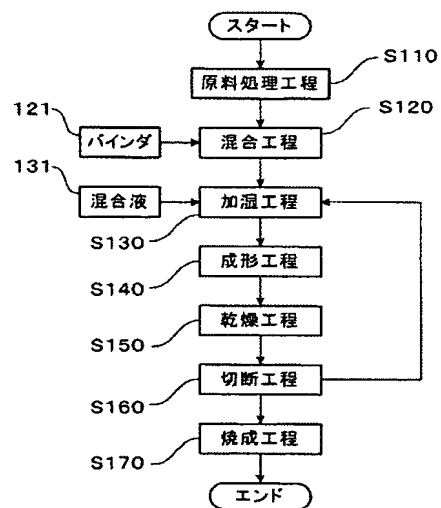 スタート
原料処理工程
S110
121
バインダ
混合工程
S120
131
混合液
加湿工程
S130
成形工程
S140
乾燥工程
S150
切断工程
S160
焼成工程
S170
エンド